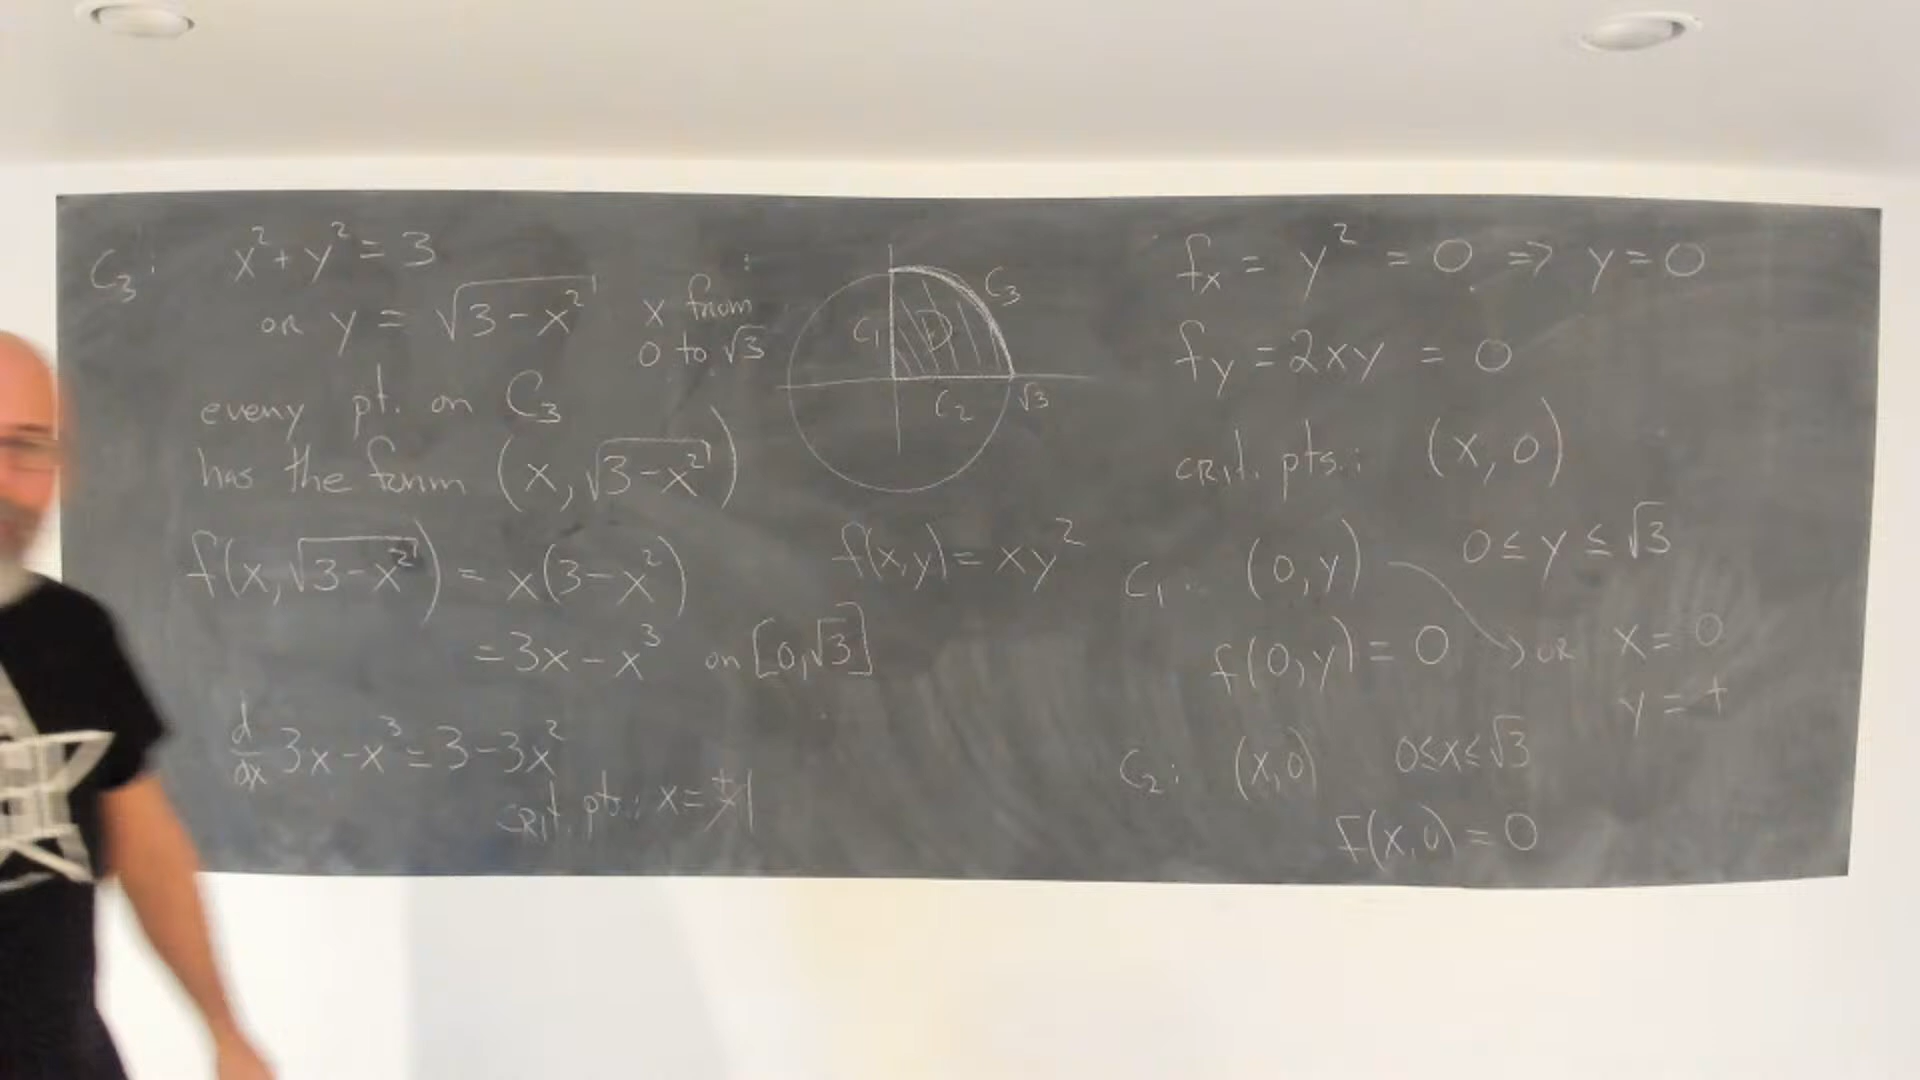 C₃: x² + y² = 3
or y = √(3-x²) x from
0 to √3
every pt. on C₃
has the form (x, √(3-x²))
f(x, √(3-x²)) = x(3-x²)
= 3x - x³ on [0, √3]
d/dx 3x - x³ = 3 - 3x²
crit. pts.: x = ±1
C₁ D C₃
C₂ √3
f(x,y) = xy²
fx = y² = 0 ⇒ y = 0
fy = 2xy = 0
crit. pts.: (x, 0)
C₁: (0, y) 0 ≤ y ≤ √3
f(0, y) = 0 → or x = 0
y = t
C₂: (x, 0) 0 ≤ x ≤ √3
f(x, 0) = 0